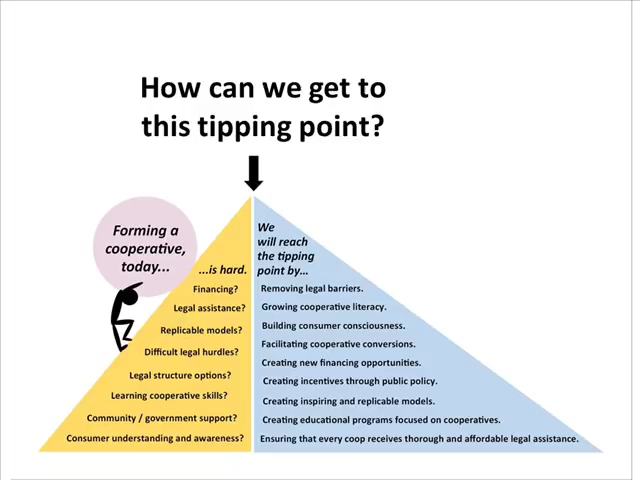 How can we get to
this tipping point?
Forming a
cooperative,
today...
...is hard.
Financing?
Legal assistance?
Replicable models?
Difficult legal hurdles?
Legal structure options?
Learning cooperative skills?
Community / government support?
Consumer understanding and awareness?
We
will reach
the tipping
point by...
Removing legal barriers.
Growing cooperative literacy.
Building consumer consciousness.
Facilitating cooperative conversions.
Creating new financing opportunities.
Creating incentives through public policy.
Creating inspiring and replicable models.
Creating educational programs focused on cooperatives.
Ensuring that every coop receives thorough and affordable legal assistance.